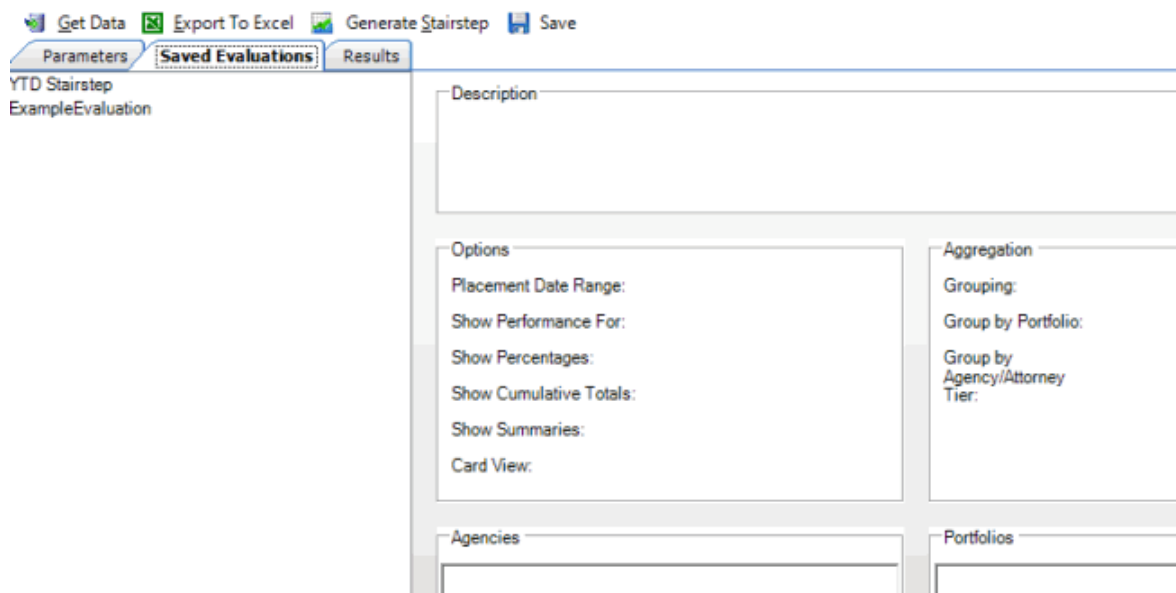 Get Data Export To Excel Generate Stairstep Save
Parameters Saved Evaluations Results
YTD Stairstep
ExampleEvaluation
Description
Options
Placement Date Range:
Show Performance For:
Show Percentages:
Show Cumulative Totals:
Show Summaries:
Card View:
Aggregation
Grouping:
Group by Portfolio:
Group by
Agency/Attorney
Tier:
Agencies
Portfolios